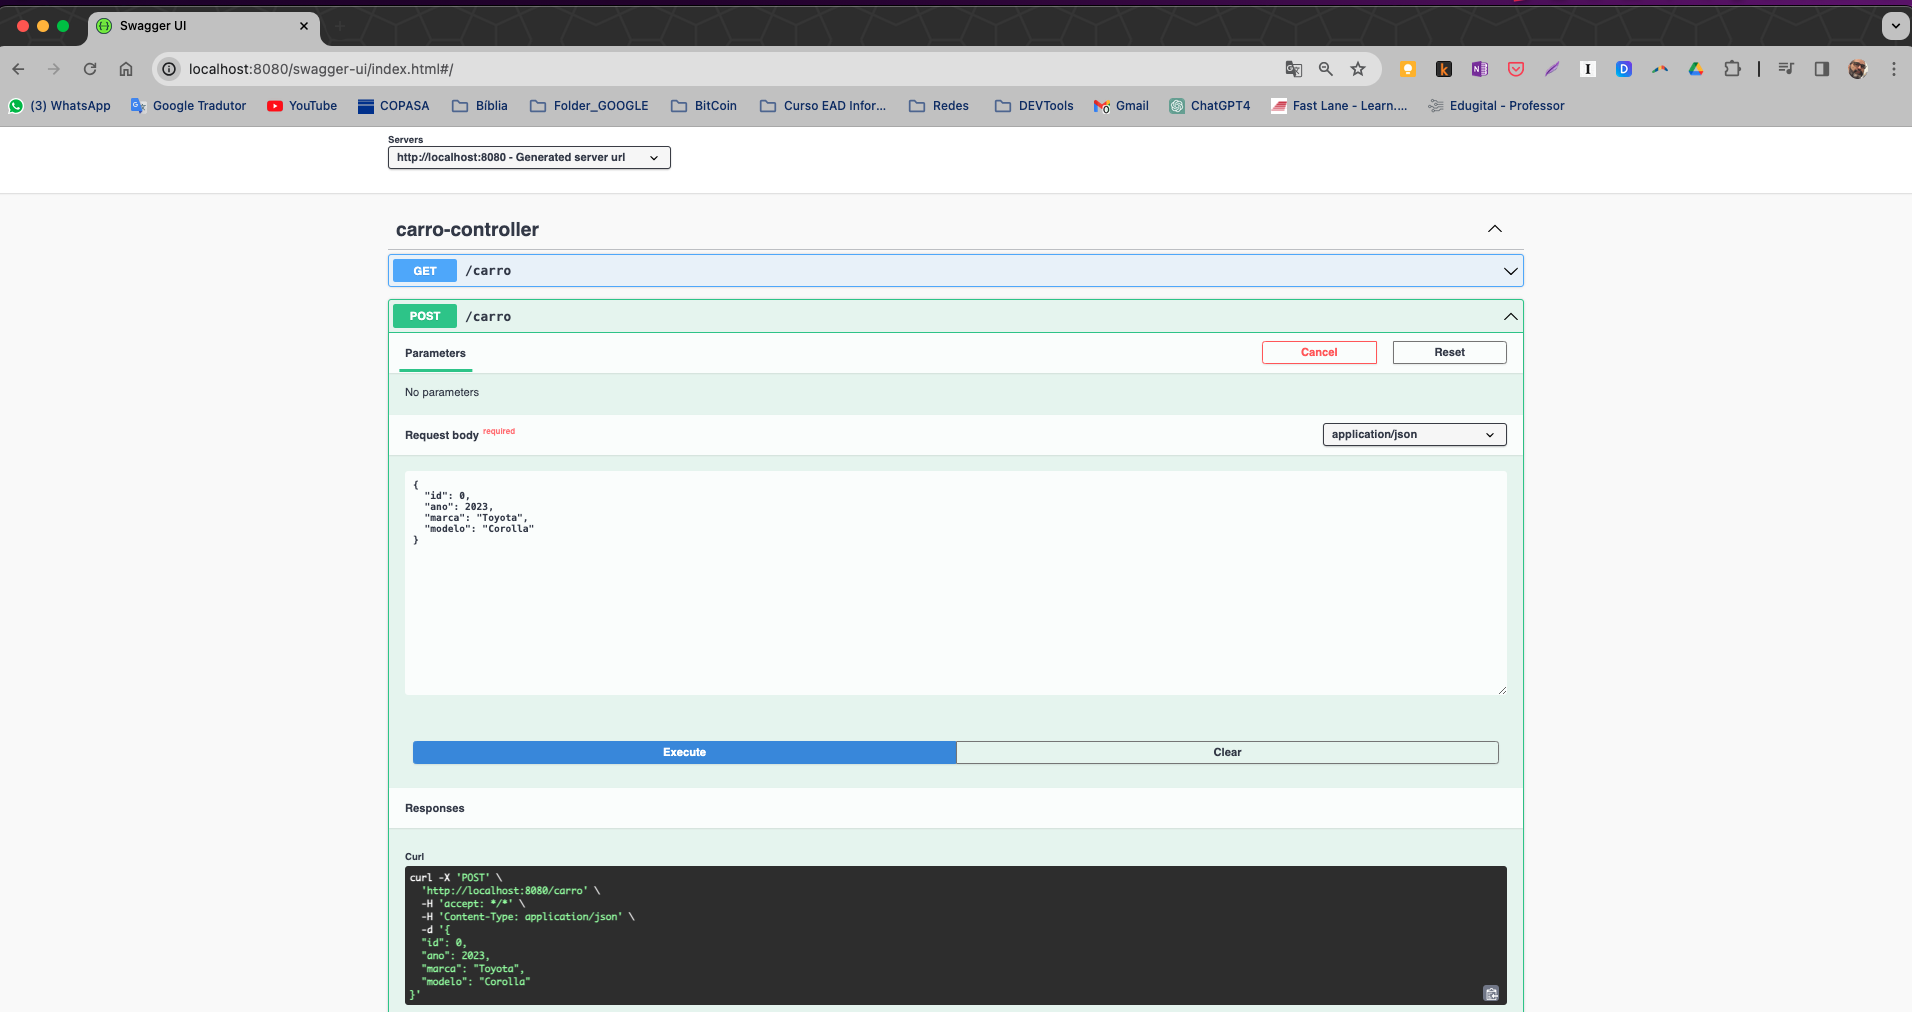 Swagger UI
localhost:8080/swagger-ui/index.html#/
(3) WhatsApp
Google Tradutor
YouTube
COPASA
Bíblia
Folder_GOOGLE
BitCoin
Curso EAD Infor...
Redes
DEVTools
Gmail
ChatGPT4
Fast Lane - Learn....
Edugital - Professor
Servers
http://localhost:8080 - Generated server url
carro-controller
GET /carro
POST /carro
Parameters
Cancel
Reset
No parameters
Request body required
application/json
{
"id": 0,
"ano": 2023,
"marca": "Toyota",
"modelo": "Corolla"
}
Execute
Clear
Responses
Curl
curl -X 'POST' \
'http://localhost:8080/carro' \
-H 'accept: */*' \
-H 'Content-Type: application/json' \
-d '{
"id": 0,
"ano": 2023,
"marca": "Toyota",
"modelo": "Corolla"
}'